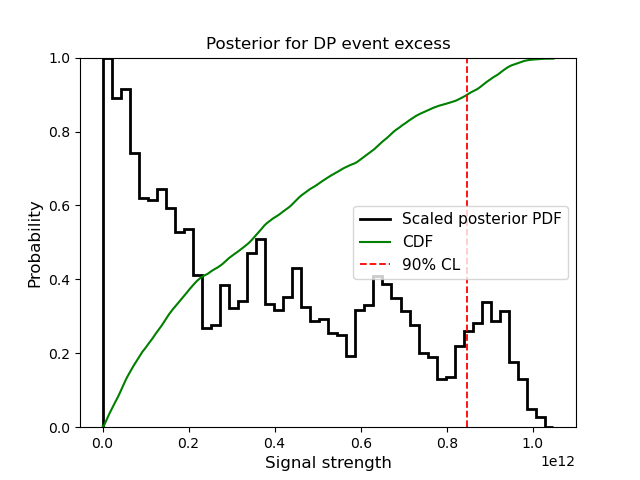 Posterior for DP event excess
Probability
1.0
0.8
0.6
0.4
0.2
0.0
Scaled posterior PDF
CDF
90% CL
0.0
0.2
0.4
0.6
0.8
1.0
1e12
Signal strength